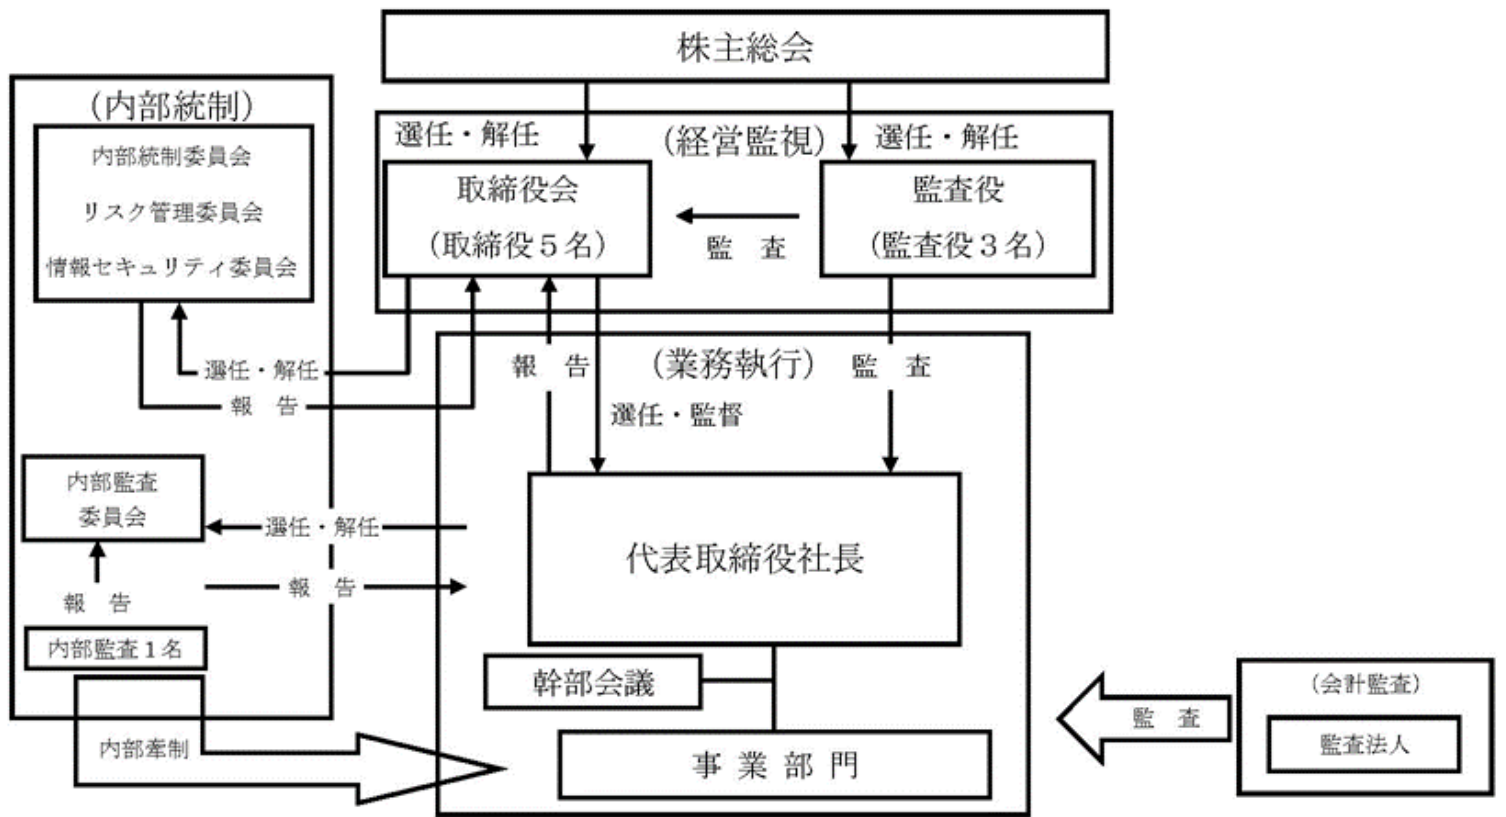 株主総会
（内部統制）
内部統制委員会
リスク管理委員会
情報セキュリティ委員会
選任・解任
（経営監視）
選任・解任
取締役会
（取締役５名）
監　査
監査役
（監査役３名）
選任・解任
報　告
報　告
（業務執行）
監　査
選任・監督
内部監査
委員会
選任・解任
報　告
報　告
内部監査１名
代表取締役社長
幹部会議
内部牽制
事 業 部 門
監　査
（会計監査）
監査法人